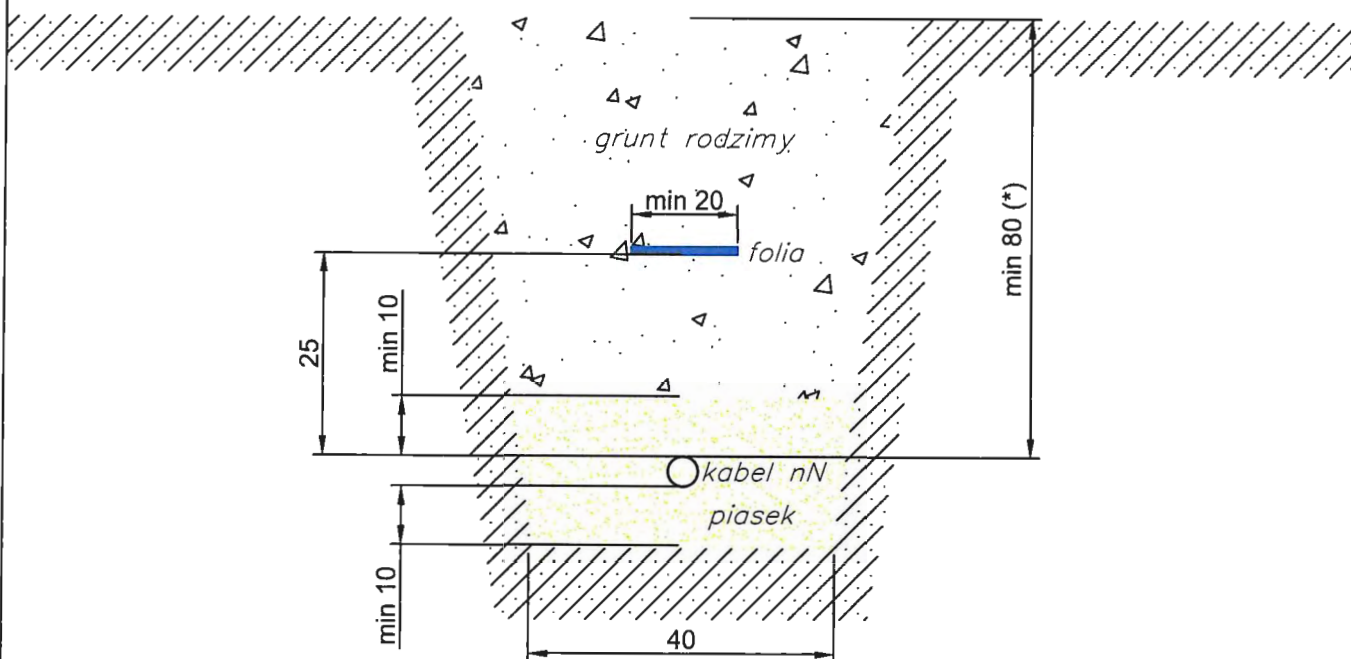 grunt rodzimy
min 20
folia
min 80 (*)
min 10
25
kabel nN
piasek
min 10
40